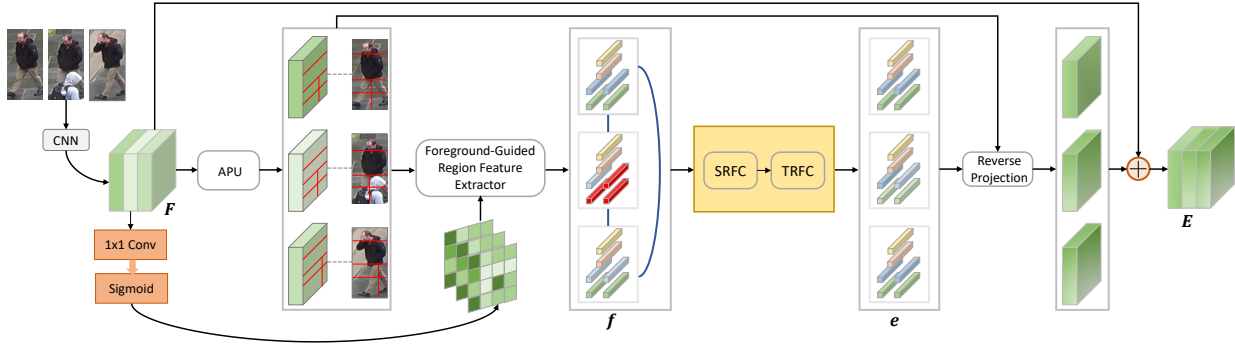 CNN
F
APU
1x1 Conv
Sigmoid
Foreground-Guided
Region Feature
Extractor
f
SRFC
TRFC
e
Reverse
Projection
E